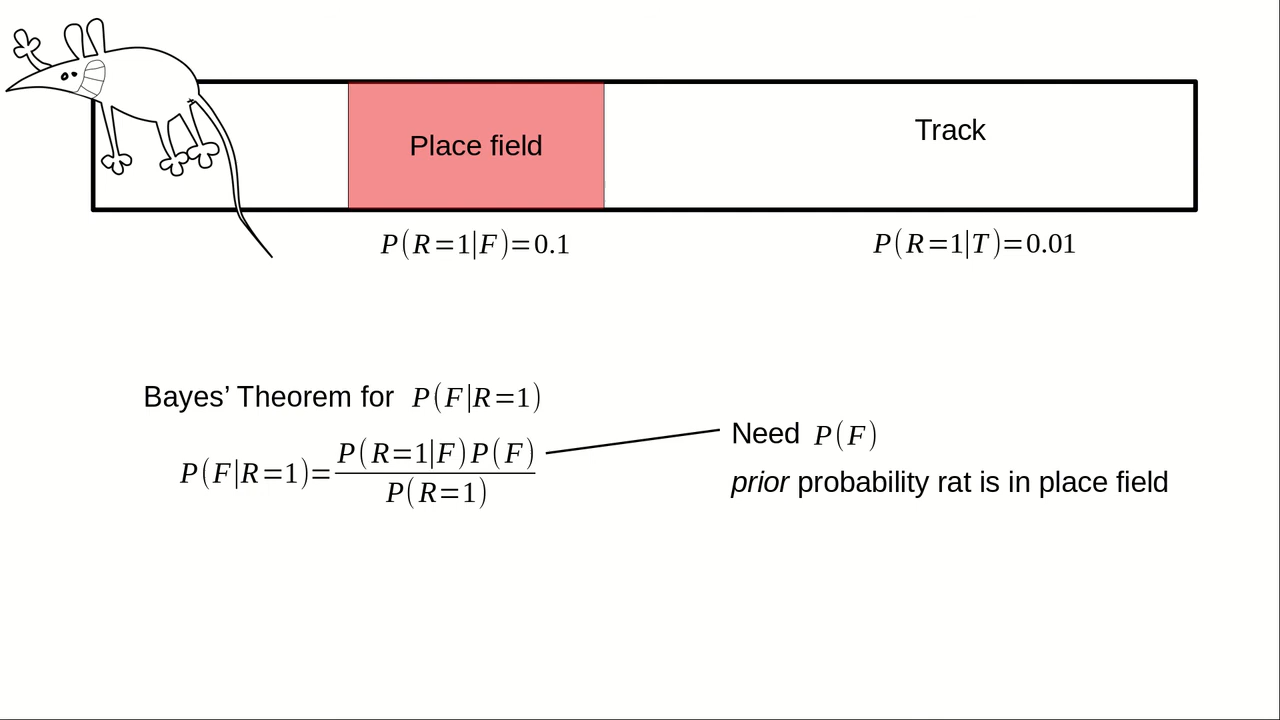 Place field
Track
P(R=1|F)=0.1
P(R=1|T)=0.01
Bayes’ Theorem for P(F|R=1)
P(F|R=1)=
P(R=1|F)P(F)
P(R=1)
Need P(F)
prior probability rat is in place field